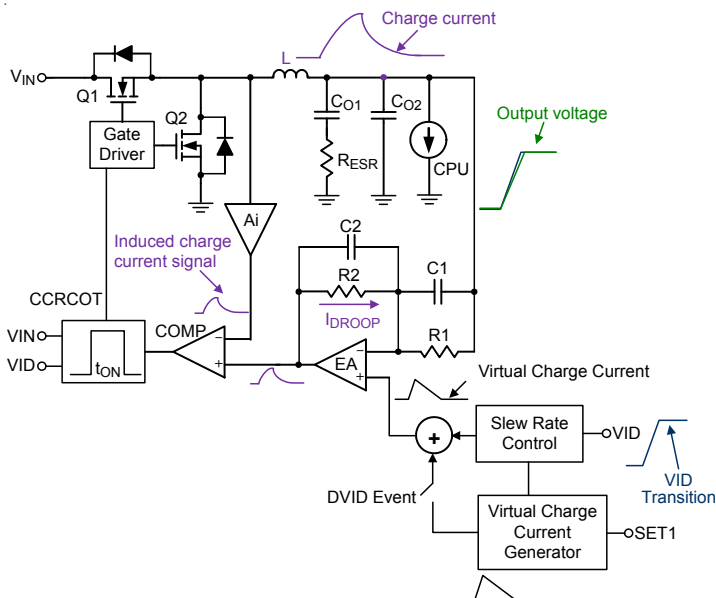 Charge current
L
VIN
Q1
Q2
CO1
CO2
Gate
Driver
RESR
CPU
Output voltage
Ai
Induced charge
current signal
C2
R2
C1
IDROOP
R1
CCRCOT
VIN
VID
tON
COMP
−
+
EA
−
+
Virtual Charge Current
+
Slew Rate
Control
VID
VID
Transition
DVID Event
Virtual Charge
Current
Generator
SET1